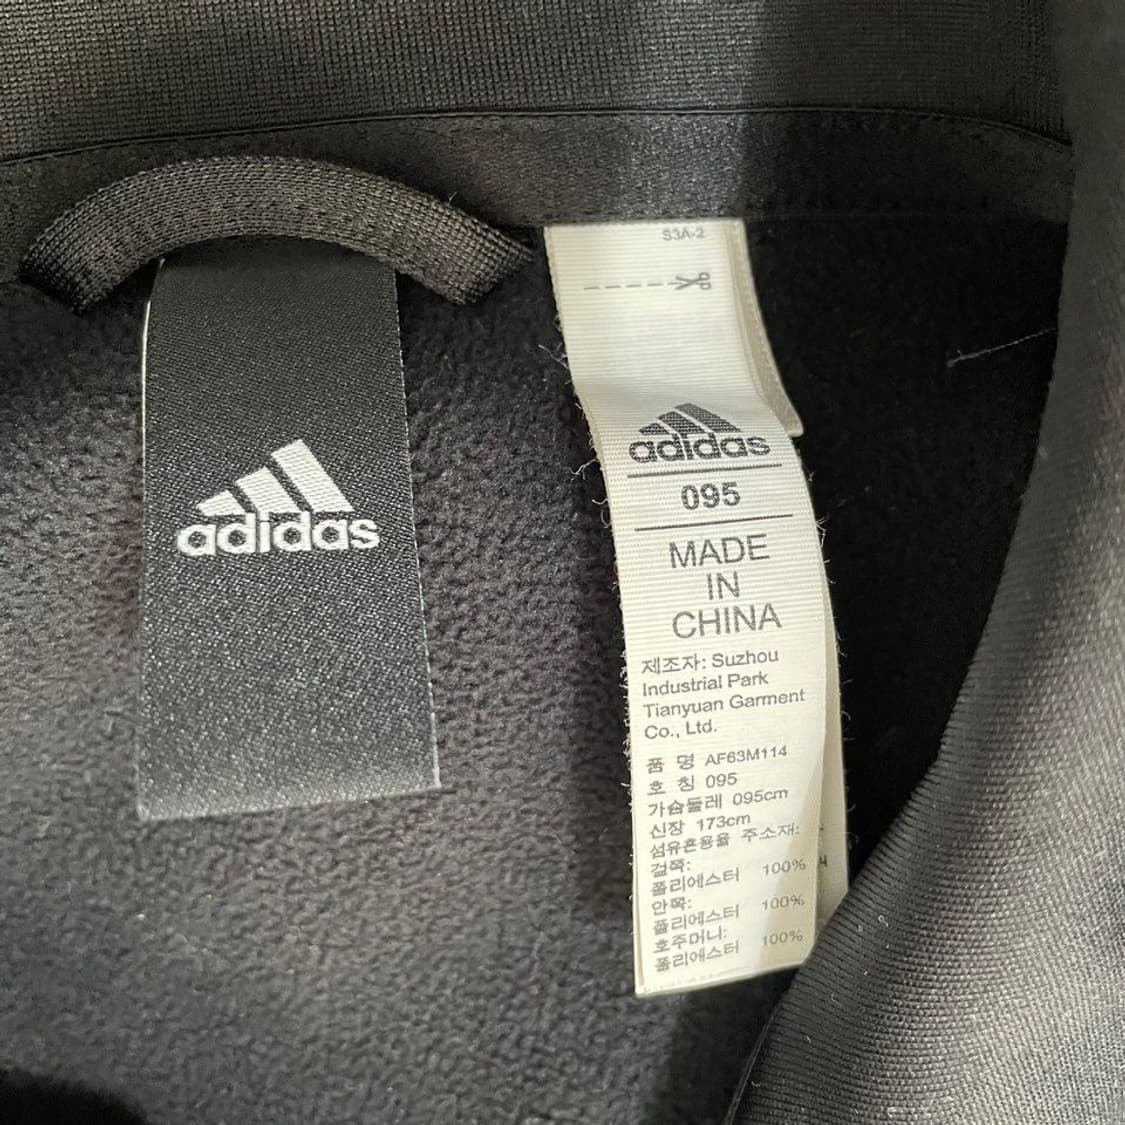 adidas
S3A-2
adidas
095
MADE
IN
CHINA
제조자: Suzhou
Industrial Park
Tianyuan Garment
Co., Ltd.
품 명 AF63M114
호 칭 095
가슴둘레 095cm
신장 173cm
섬유혼용율 주소재:
겉쪽:
폴리에스터 100%
안쪽:
폴리에스터 100%
호주머니:
폴리에스터 100%